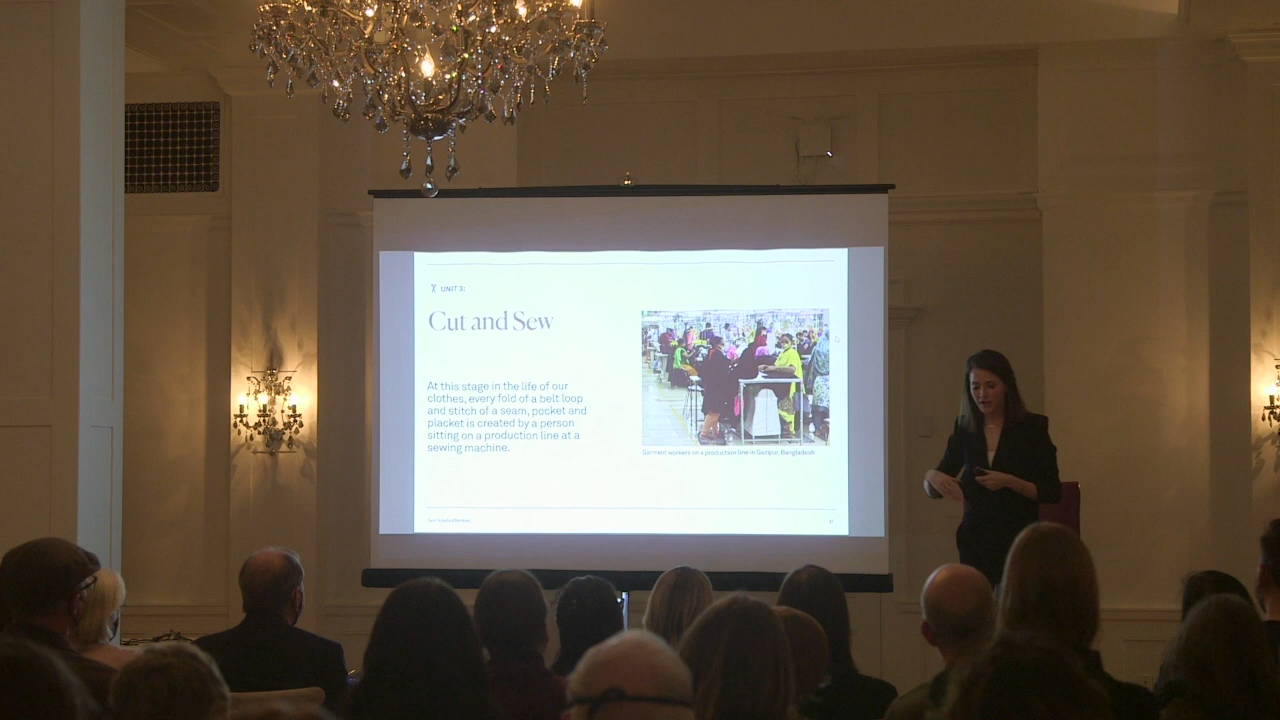 UNIT 3:
Cut and Sew
At this stage in the life of our
clothes, every fold of a belt loop
and stitch of a seam, pocket and
placket is created by a person
sitting on a production line at a
sewing machine.
Garment workers on a production line in Gazipur, Bangladesh